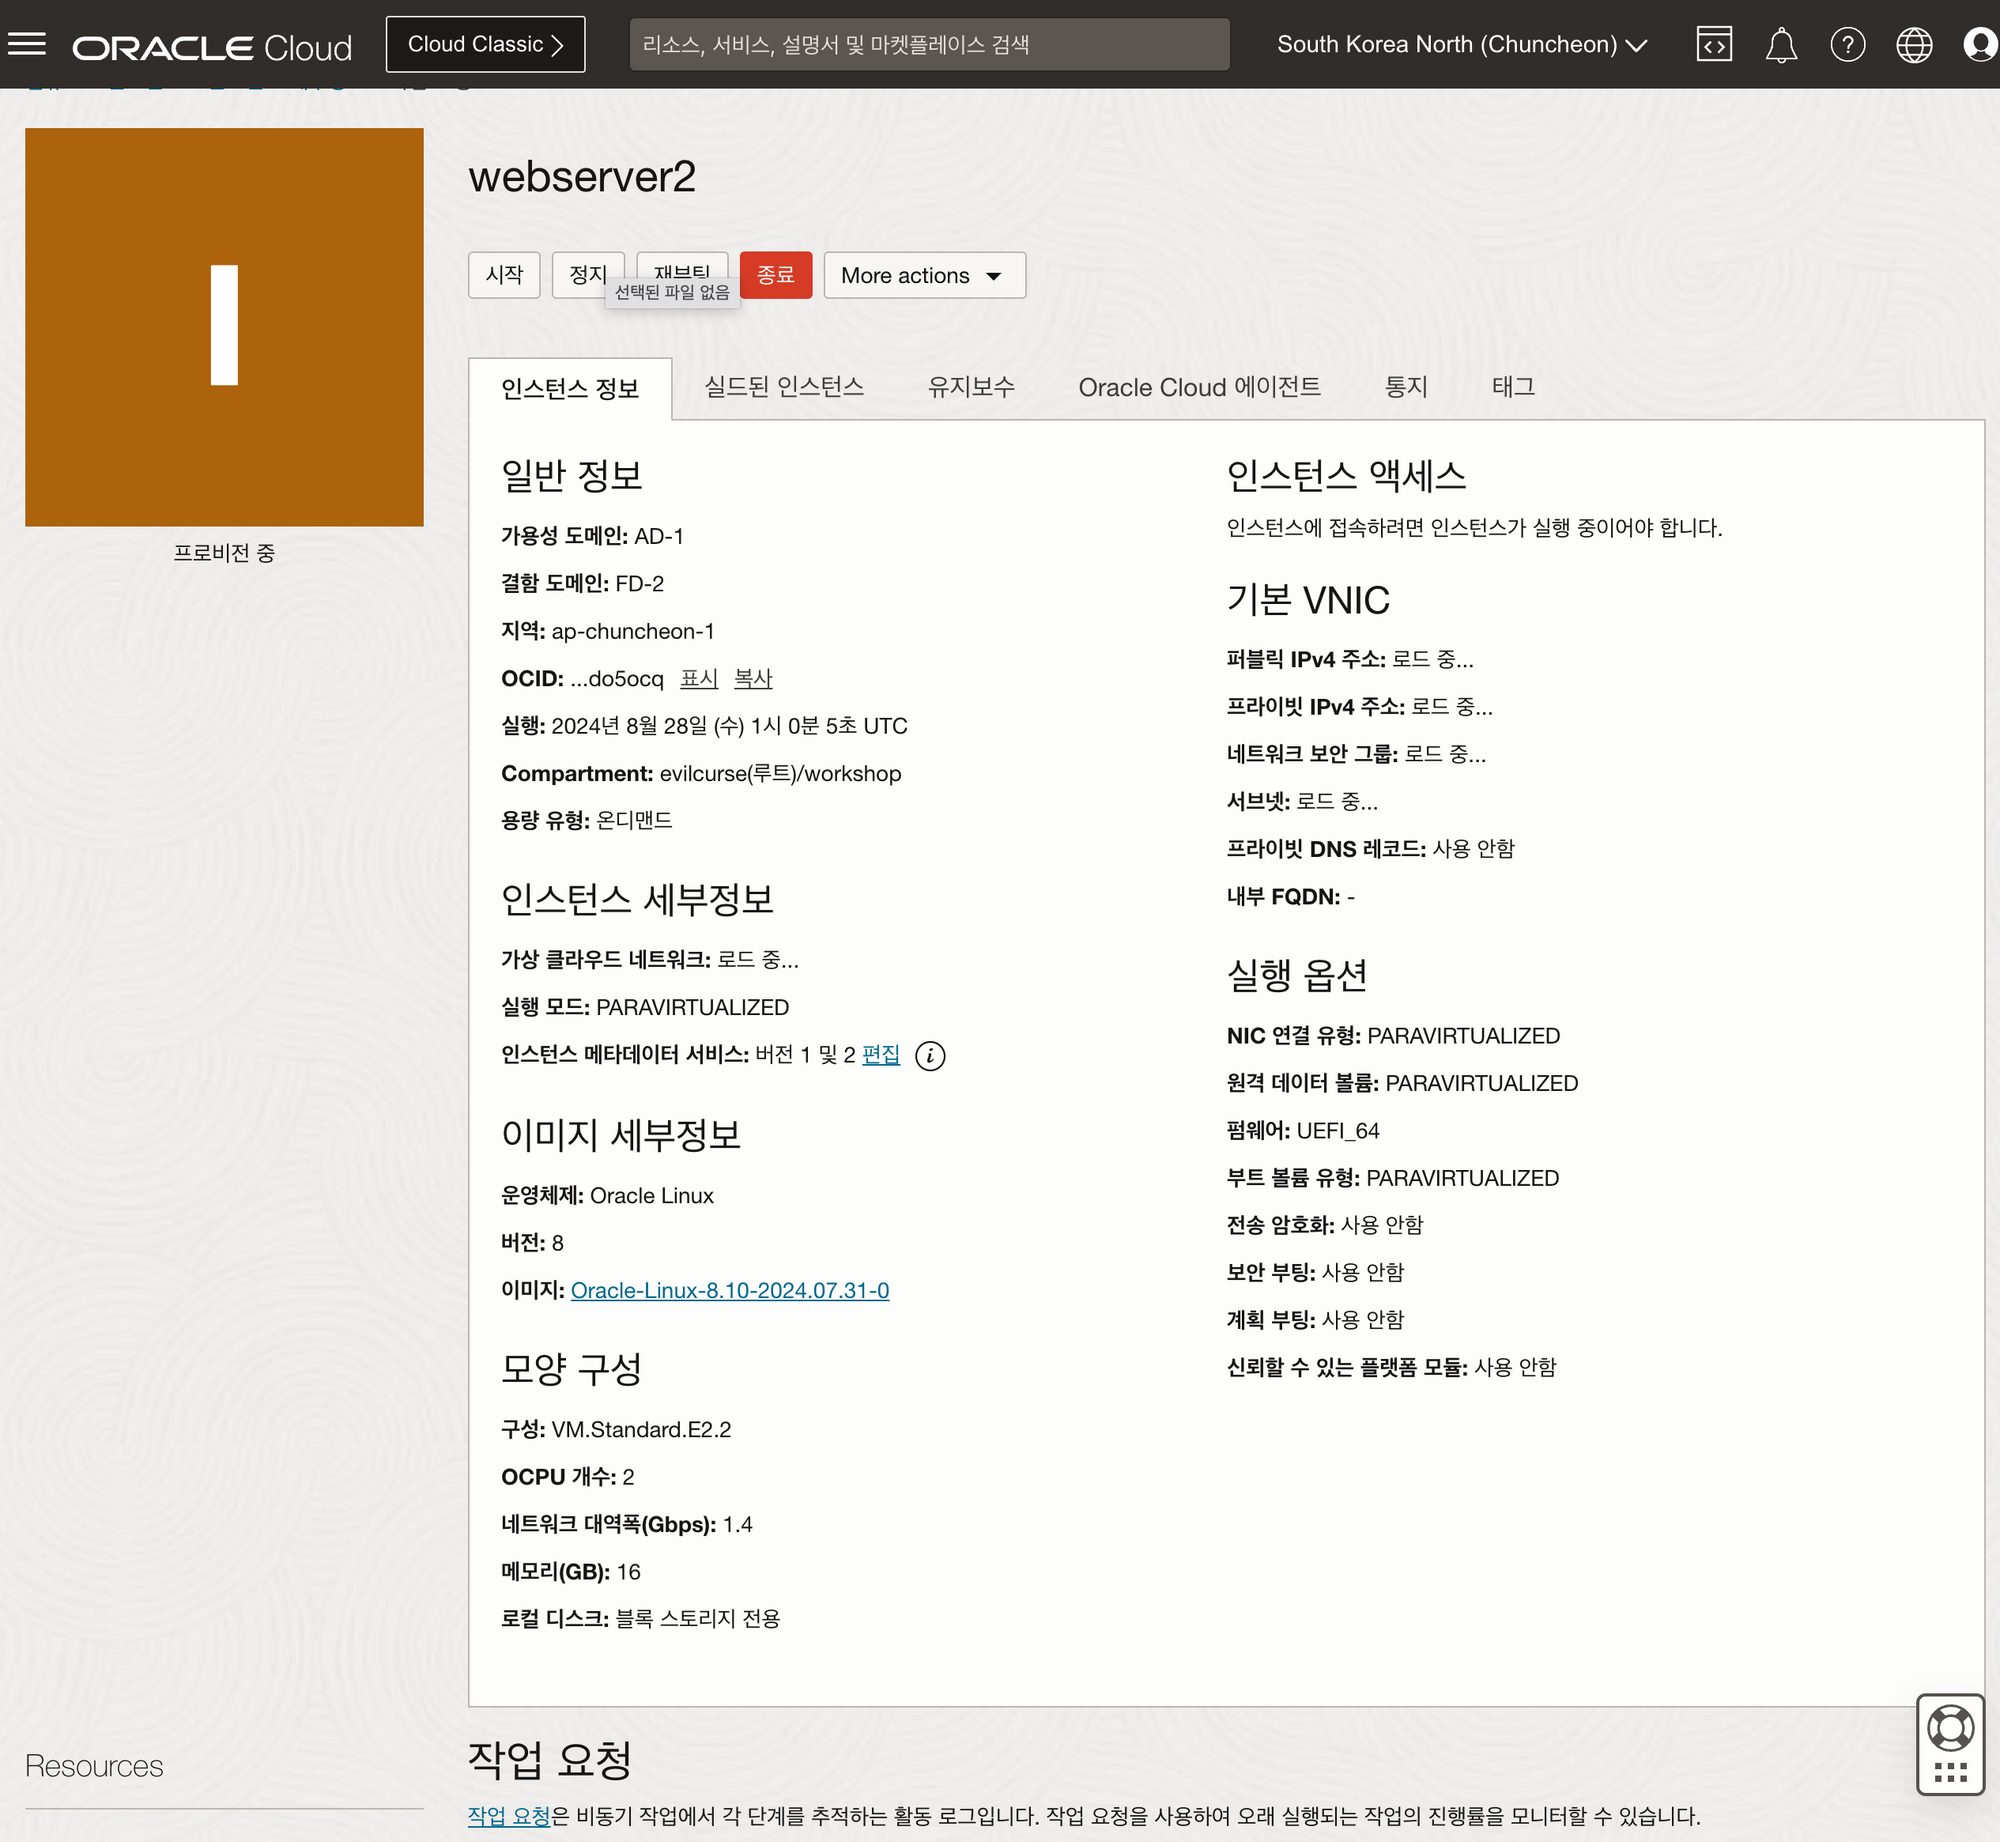 ORACLE Cloud
Cloud Classic
리소스, 서비스, 설명서 및 마켓플레이스 검색
South Korea North (Chuncheon)
I
프로비전 중
webserver2
시작
정지
재부팅
종료
More actions
선택된 파일 없음
인스턴스 정보
실드된 인스턴스
유지보수
Oracle Cloud 에이전트
통지
태그
일반 정보
가용성 도메인: AD-1
결함 도메인: FD-2
지역: ap-chuncheon-1
OCID: ...do5ocq 표시 복사
실행: 2024년 8월 28일 (수) 1시 0분 5초 UTC
Compartment: evilcurse(루트)/workshop
용량 유형: 온디맨드
인스턴스 세부정보
가상 클라우드 네트워크: 로드 중...
실행 모드: PARAVIRTUALIZED
인스턴스 메타데이터 서비스: 버전 1 및 2 편집
이미지 세부정보
운영체제: Oracle Linux
버전: 8
이미지: Oracle-Linux-8.10-2024.07.31-0
모양 구성
구성: VM.Standard.E2.2
OCPU 개수: 2
네트워크 대역폭(Gbps): 1.4
메모리(GB): 16
로컬 디스크: 블록 스토리지 전용
인스턴스 액세스
인스턴스에 접속하려면 인스턴스가 실행 중이어야 합니다.
기본 VNIC
퍼블릭 IPv4 주소: 로드 중...
프라이빗 IPv4 주소: 로드 중...
네트워크 보안 그룹: 로드 중...
서브넷: 로드 중...
프라이빗 DNS 레코드: 사용 안함
내부 FQDN: -
실행 옵션
NIC 연결 유형: PARAVIRTUALIZED
원격 데이터 볼륨: PARAVIRTUALIZED
펌웨어: UEFI_64
부트 볼륨 유형: PARAVIRTUALIZED
전송 암호화: 사용 안함
보안 부팅: 사용 안함
계획 부팅: 사용 안함
신뢰할 수 있는 플랫폼 모듈: 사용 안함
Resources
작업 요청
작업 요청은 비동기 작업에서 각 단계를 추적하는 활동 로그입니다. 작업 요청을 사용하여 오래 실행되는 작업의 진행률을 모니터할 수 있습니다.